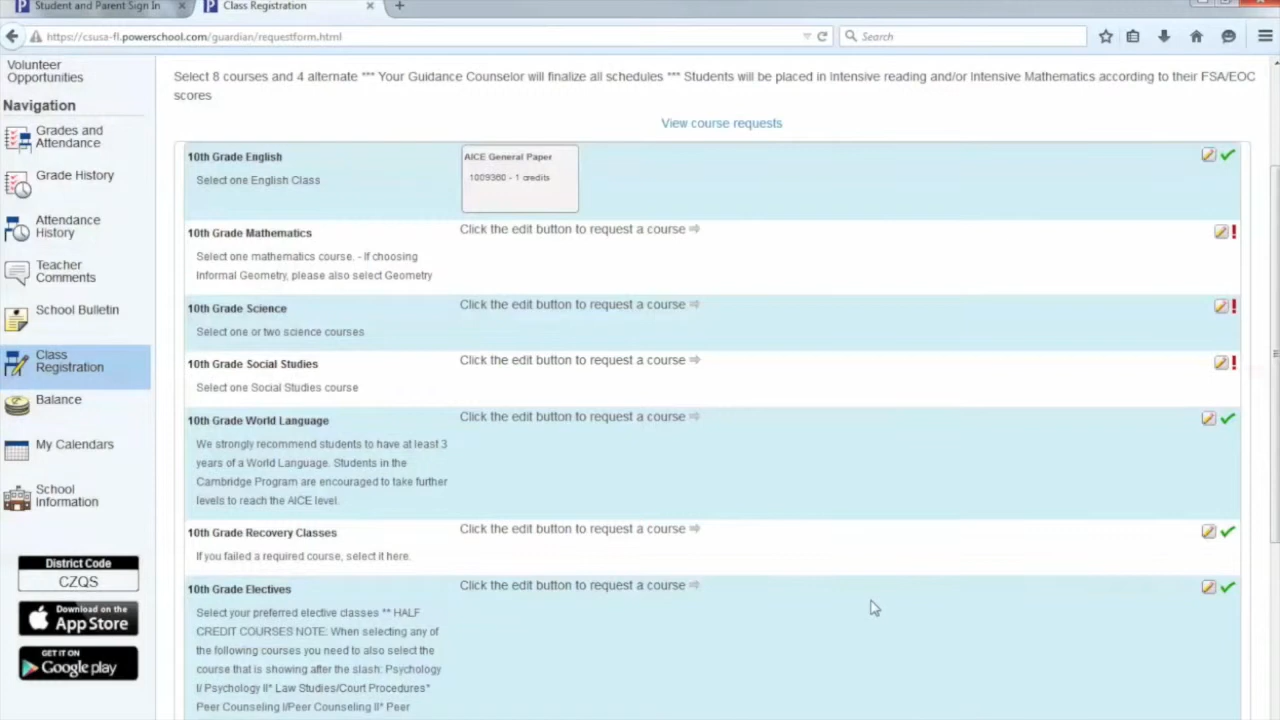 Student and Parent Sign In
Class Registration
https://csusa-fl.powerschool.com/guardian/requestform.html
Search
Volunteer
Opportunities
Navigation
Grades and
Attendance
Grade History
Attendance
History
Teacher
Comments
School Bulletin
Class
Registration
Balance
My Calendars
School
Information
District Code
CZQS
Download on the
App Store
GET IT ON
Google play
Select 8 courses and 4 alternate *** Your Guidance Counselor will finalize all schedules *** Students will be placed in Intensive reading and/or Intensive Mathematics according to their FSA/EOC
scores
View course requests
10th Grade English
Select one English Class
AICE General Paper
1009360 - 1 credits
10th Grade Mathematics
Click the edit button to request a course
Select one mathematics course. - If choosing
Informal Geometry, please also select Geometry
10th Grade Science
Click the edit button to request a course
Select one or two science courses
10th Grade Social Studies
Click the edit button to request a course
Select one Social Studies course
10th Grade World Language
Click the edit button to request a course
We strongly recommend students to have at least 3
years of a World Language. Students in the
Cambridge Program are encouraged to take further
levels to reach the AICE level.
10th Grade Recovery Classes
Click the edit button to request a course
If you failed a required course, select it here.
10th Grade Electives
Click the edit button to request a course
Select your preferred elective classes ** HALF
CREDIT COURSES NOTE: When selecting any of
the following courses you need to also select the
course that is showing after the slash: Psychology
I/ Psychology II* Law Studies/Court Procedures*
Peer Counseling I/Peer Counseling II* Peer